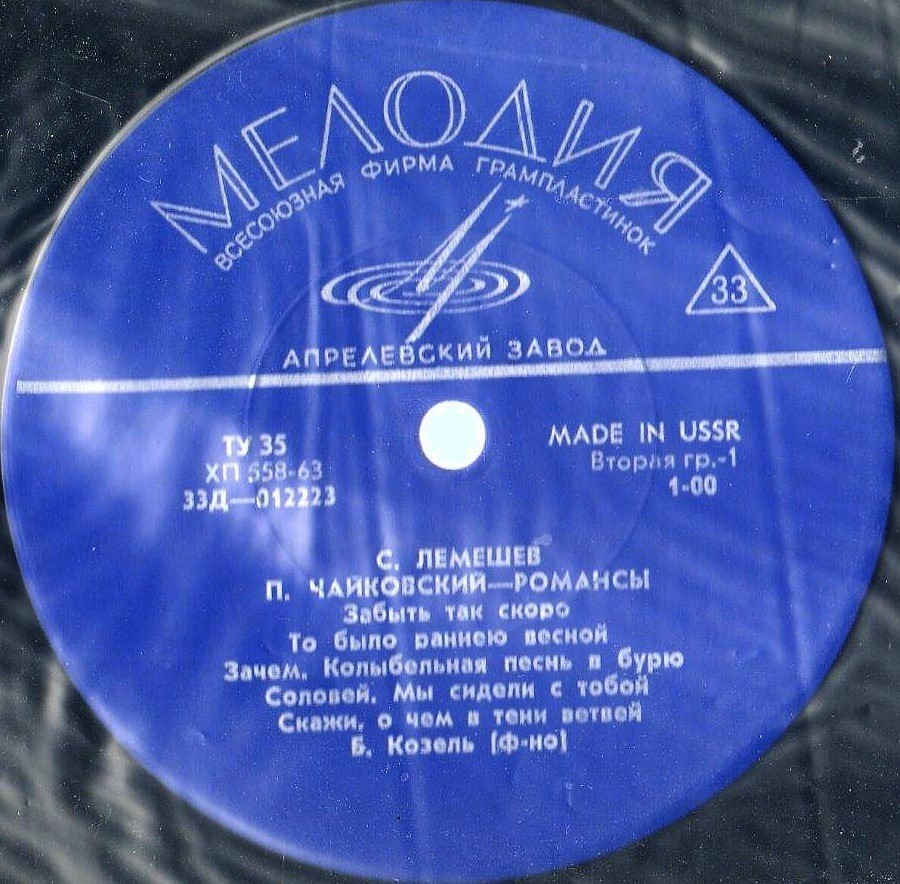 МЕЛОДИЯ
ВСЕСОЮЗНАЯ ФИРМА ГРАМПЛАСТИНОК
33
АПРЕЛЕВСКИЙ ЗАВОД
ТУ 35
ХП 558-63
33Д—012223
MADE IN USSR
Вторая гр.-1
1-00
С. ЛЕМЕШЕВ
П. ЧАЙКОВСКИЙ—РОМАНСЫ
Забыть так скоро
То было раннею весной
Зачем. Колыбельная песнь в бурю
Соловей. Мы сидели с тобой
Скажи, о чем в тени ветвей
Б. Козель (ф-но)